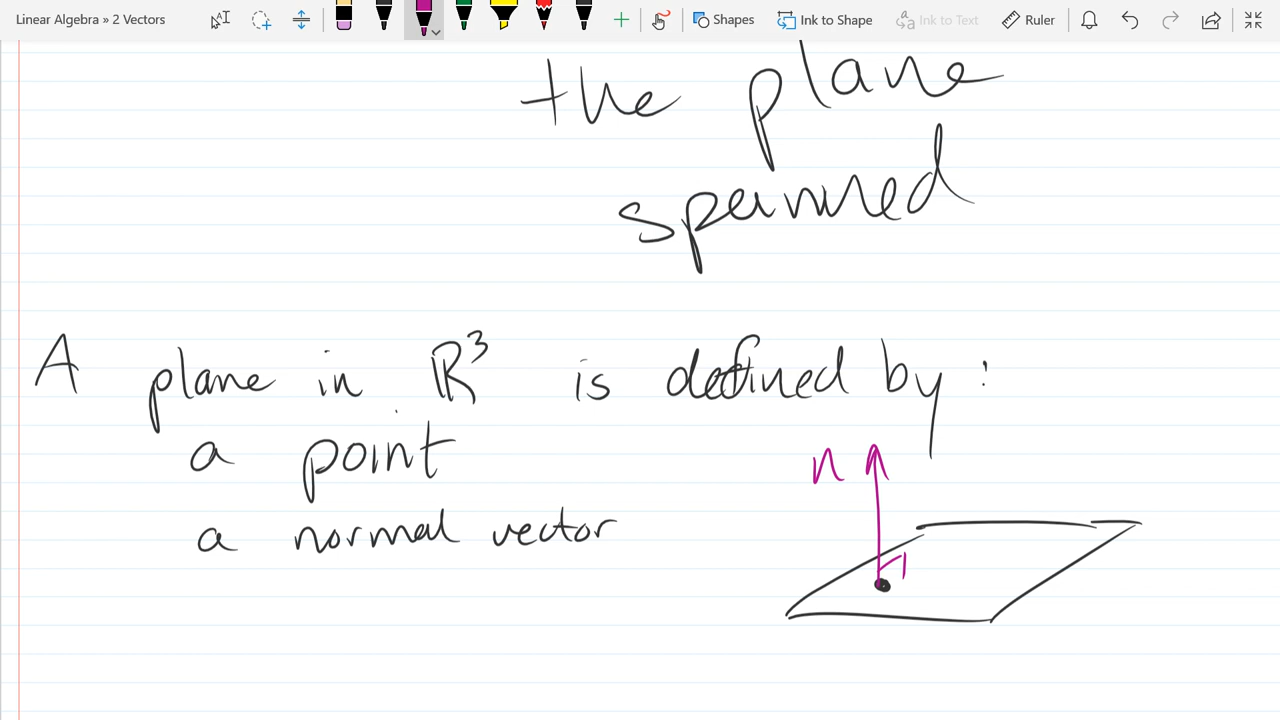 Linear Algebra » 2 Vectors
Shapes
Ink to Shape
Ink to Text
Ruler
the plane
spanned
A plane in R³ is defined by:
a point
a normal vector
n